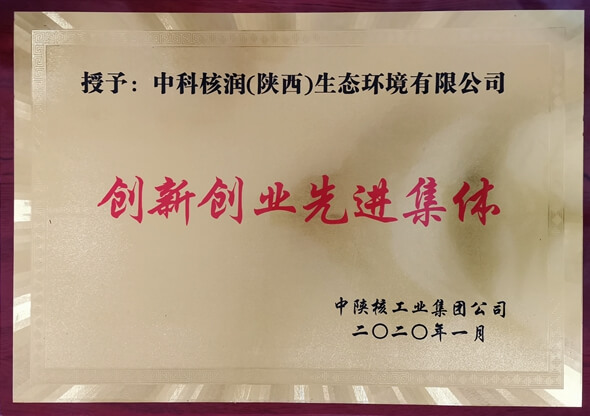 授予：中科核润(陕西)生态环境有限公司
创新创业先进集体
中陕核工业集团公司
二〇二〇年一月